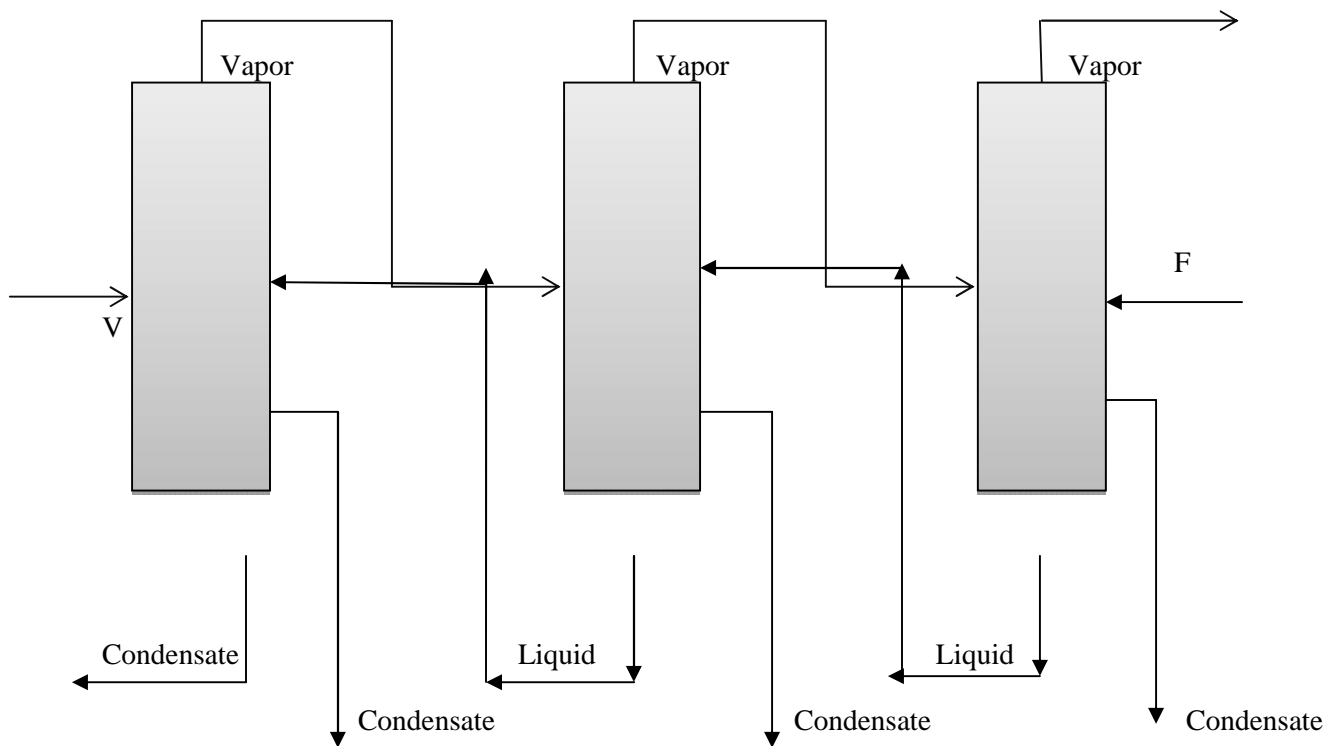 Vapor
Vapor
Vapor
F
V
Condensate
Liquid
Liquid
Condensate
Condensate
Condensate